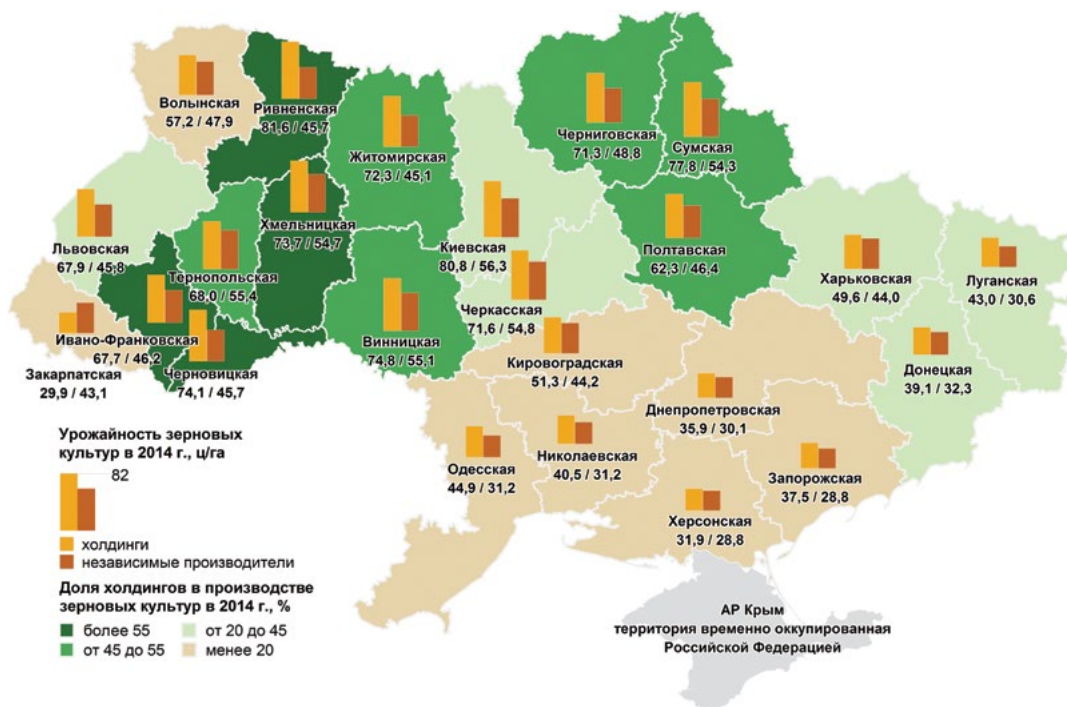 Волынская
57,2 / 47,9
Ривненская
81,6 / 45,7
Житомирская
72,3 / 45,1
Черниговская
71,3 / 48,8
Сумская
77,8 / 54,3
Львовская
67,9 / 45,8
Тернопольская
68,0 / 55,4
Хмельницкая
73,7 / 54,7
Киевская
80,8 / 56,3
Черкасская
71,6 / 54,8
Полтавская
62,3 / 46,4
Харьковская
49,6 / 44,0
Луганская
43,0 / 30,6
Ивано-Франковская
67,7 / 46,2
Закарпатская
29,9 / 43,1
Черновицкая
74,1 / 45,7
Винницкая
74,8 / 55,1
Кировоградская
51,3 / 44,2
Днепропетровская
35,9 / 30,1
Донецкая
39,1 / 32,3
Одесская
44,9 / 31,2
Николаевская
40,5 / 31,2
Запорожская
37,5 / 28,8
Херсонская
31,9 / 28,8
АР Крым
территория временно оккупированная
Российской Федерацией
Урожайность зерновых
культур в 2014 г., ц/га
82
холдинги
независимые производители
Доля холдингов в производстве
зерновых культур в 2014 г., %
более 55
от 20 до 45
от 45 до 55
менее 20